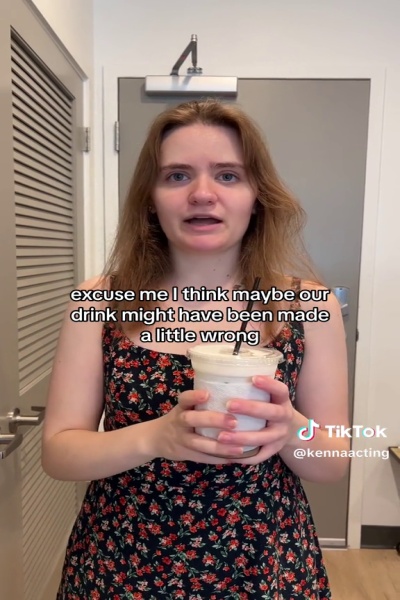 excuse me I think maybe our
drink might have been made
a little wrong
TikTok
@kennaacting